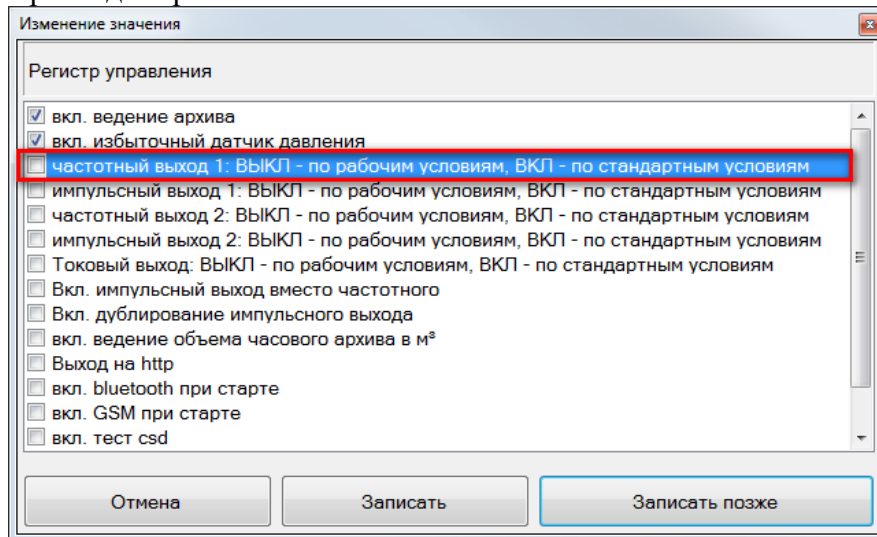 Изменение значения
Регистр управления
вкл. ведение архива
вкл. избыточный датчик давления
частотный выход 1: ВЫКЛ - по рабочим условиям, ВКЛ - по стандартным условиям
импульсный выход 1: ВЫКЛ - по рабочим условиям, ВКЛ - по стандартным условиям
частотный выход 2: ВЫКЛ - по рабочим условиям, ВКЛ - по стандартным условиям
импульсный выход 2: ВЫКЛ - по рабочим условиям, ВКЛ - по стандартным условиям
Токовый выход: ВЫКЛ - по рабочим условиям, ВКЛ - по стандартным условиям
Вкл. импульсный выход вместо частотного
Вкл. дублирование импульсного выхода
вкл. ведение объема часового архива в м³
Выход на http
вкл. bluetooth при старте
вкл. GSM при старте
вкл. тест csd
Отмена Записать Записать позже